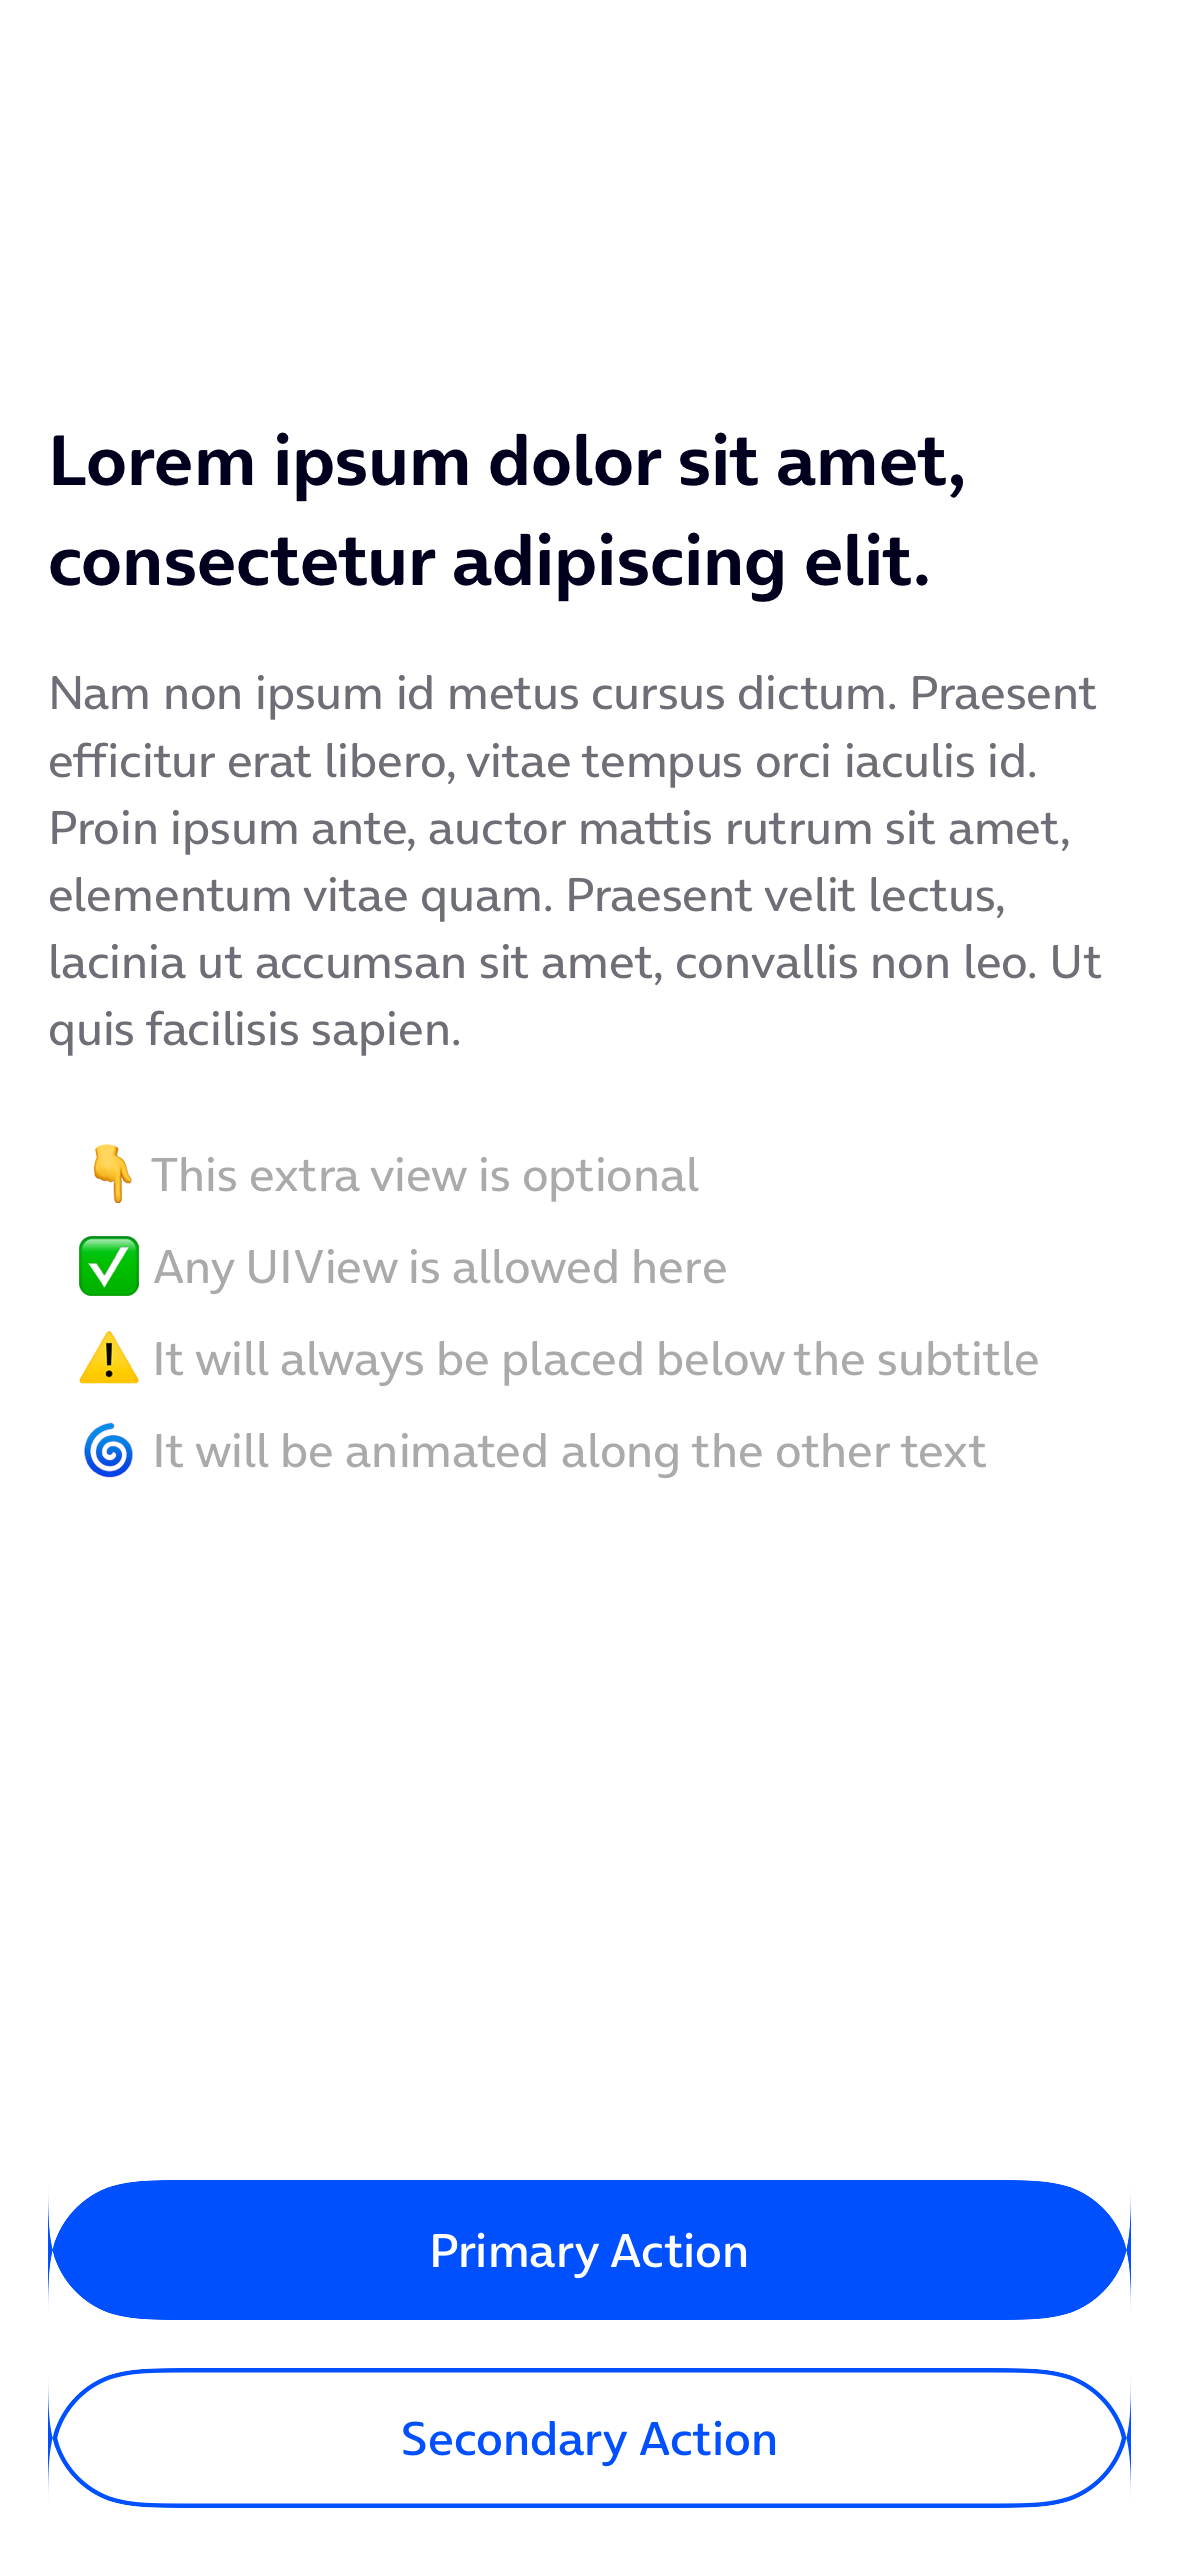 Lorem ipsum dolor sit amet,
consectetur adipiscing elit.
Nam non ipsum id metus cursus dictum. Praesent
efficitur erat libero, vitae tempus orci iaculis id.
Proin ipsum ante, auctor mattis rutrum sit amet,
elementum vitae quam. Praesent velit lectus,
lacinia ut accumsan sit amet, convallis non leo. Ut
quis facilisis sapien.
👇 This extra view is optional
✅ Any UIView is allowed here
⚠️ It will always be placed below the subtitle
🌀 It will be animated along the other text
Primary Action
Secondary Action